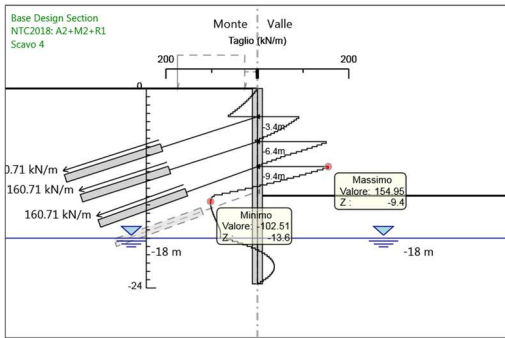 Base Design Section
NTC2018: A2+M2+R1
Scavo 4
Monte Valle
Taglio (kN/m)
200 0 200
0
-3.4m
-6.4m
-9.4m
0.71 kN/m
160.71 kN/m
160.71 kN/m
Massimo
Valore: 154.95
Z : -9.4
Minimo
Valore: -102.51
Z : -13.6
-18 m
-18 m
-24